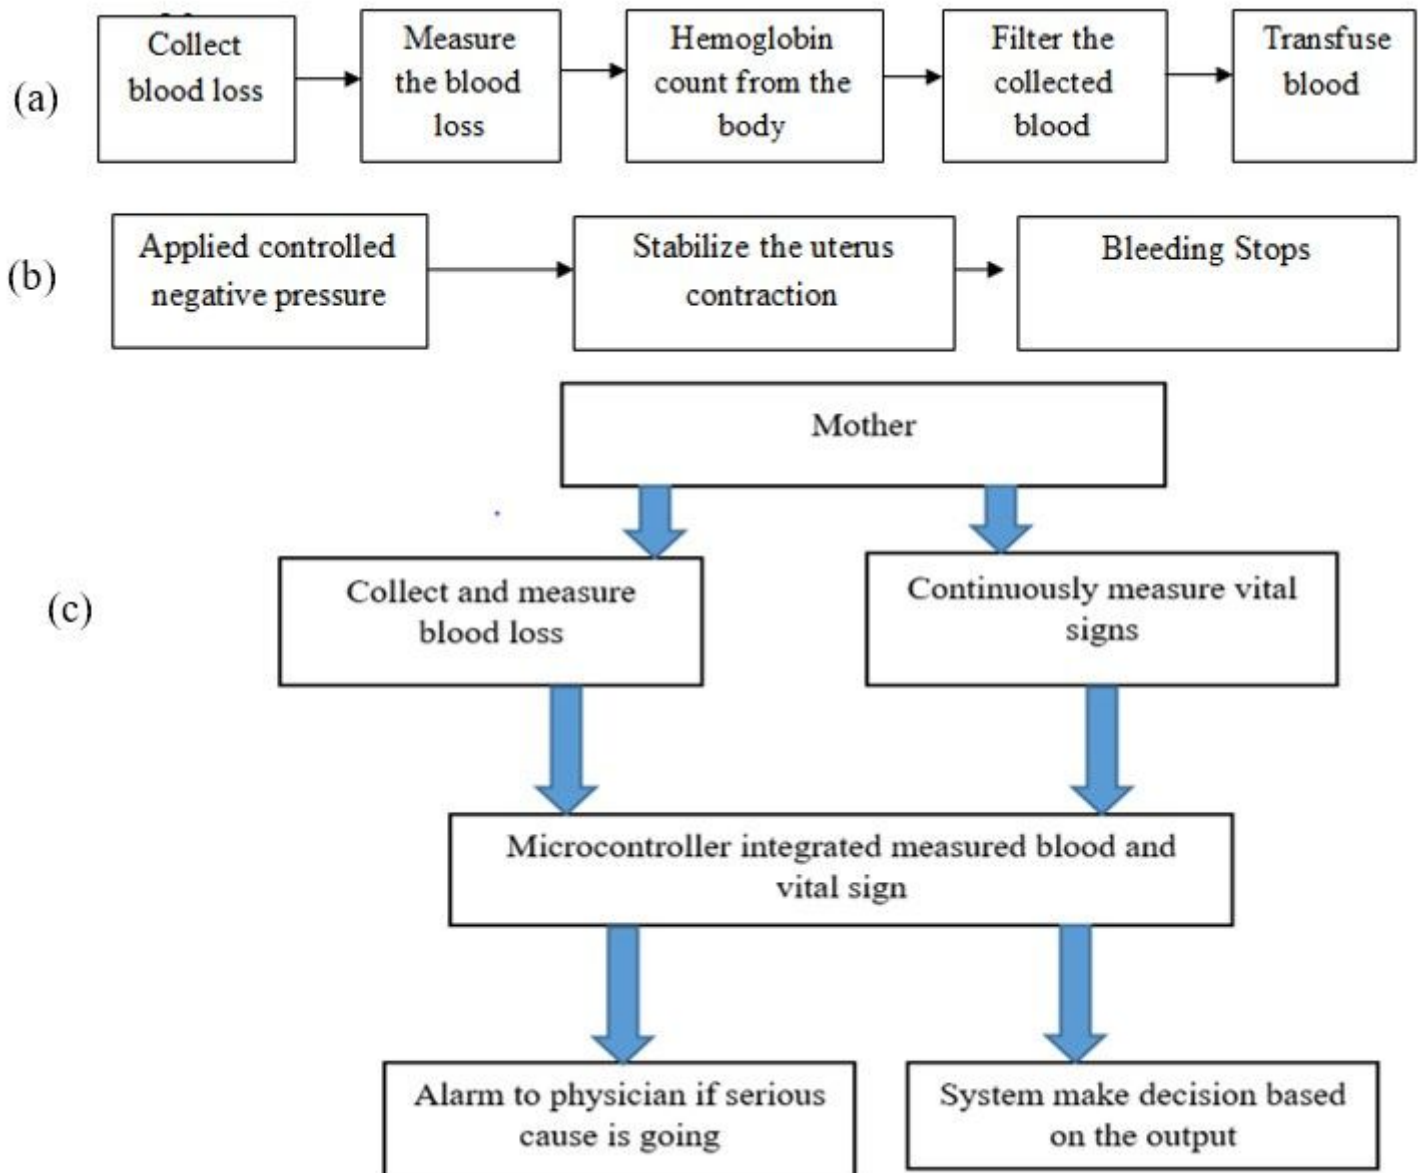 (a)
Collect
blood loss
Measure
the blood
loss
Hemoglobin
count from the
body
Filter the
collected
blood
Transfuse
blood
(b)
Applied controlled
negative pressure
Stabilize the uterus
contraction
Bleeding Stops
(c)
Mother
Collect and measure
blood loss
Continuously measure vital
signs
Microcontroller integrated measured blood and
vital sign
Alarm to physician if serious
cause is going
System make decision based
on the output